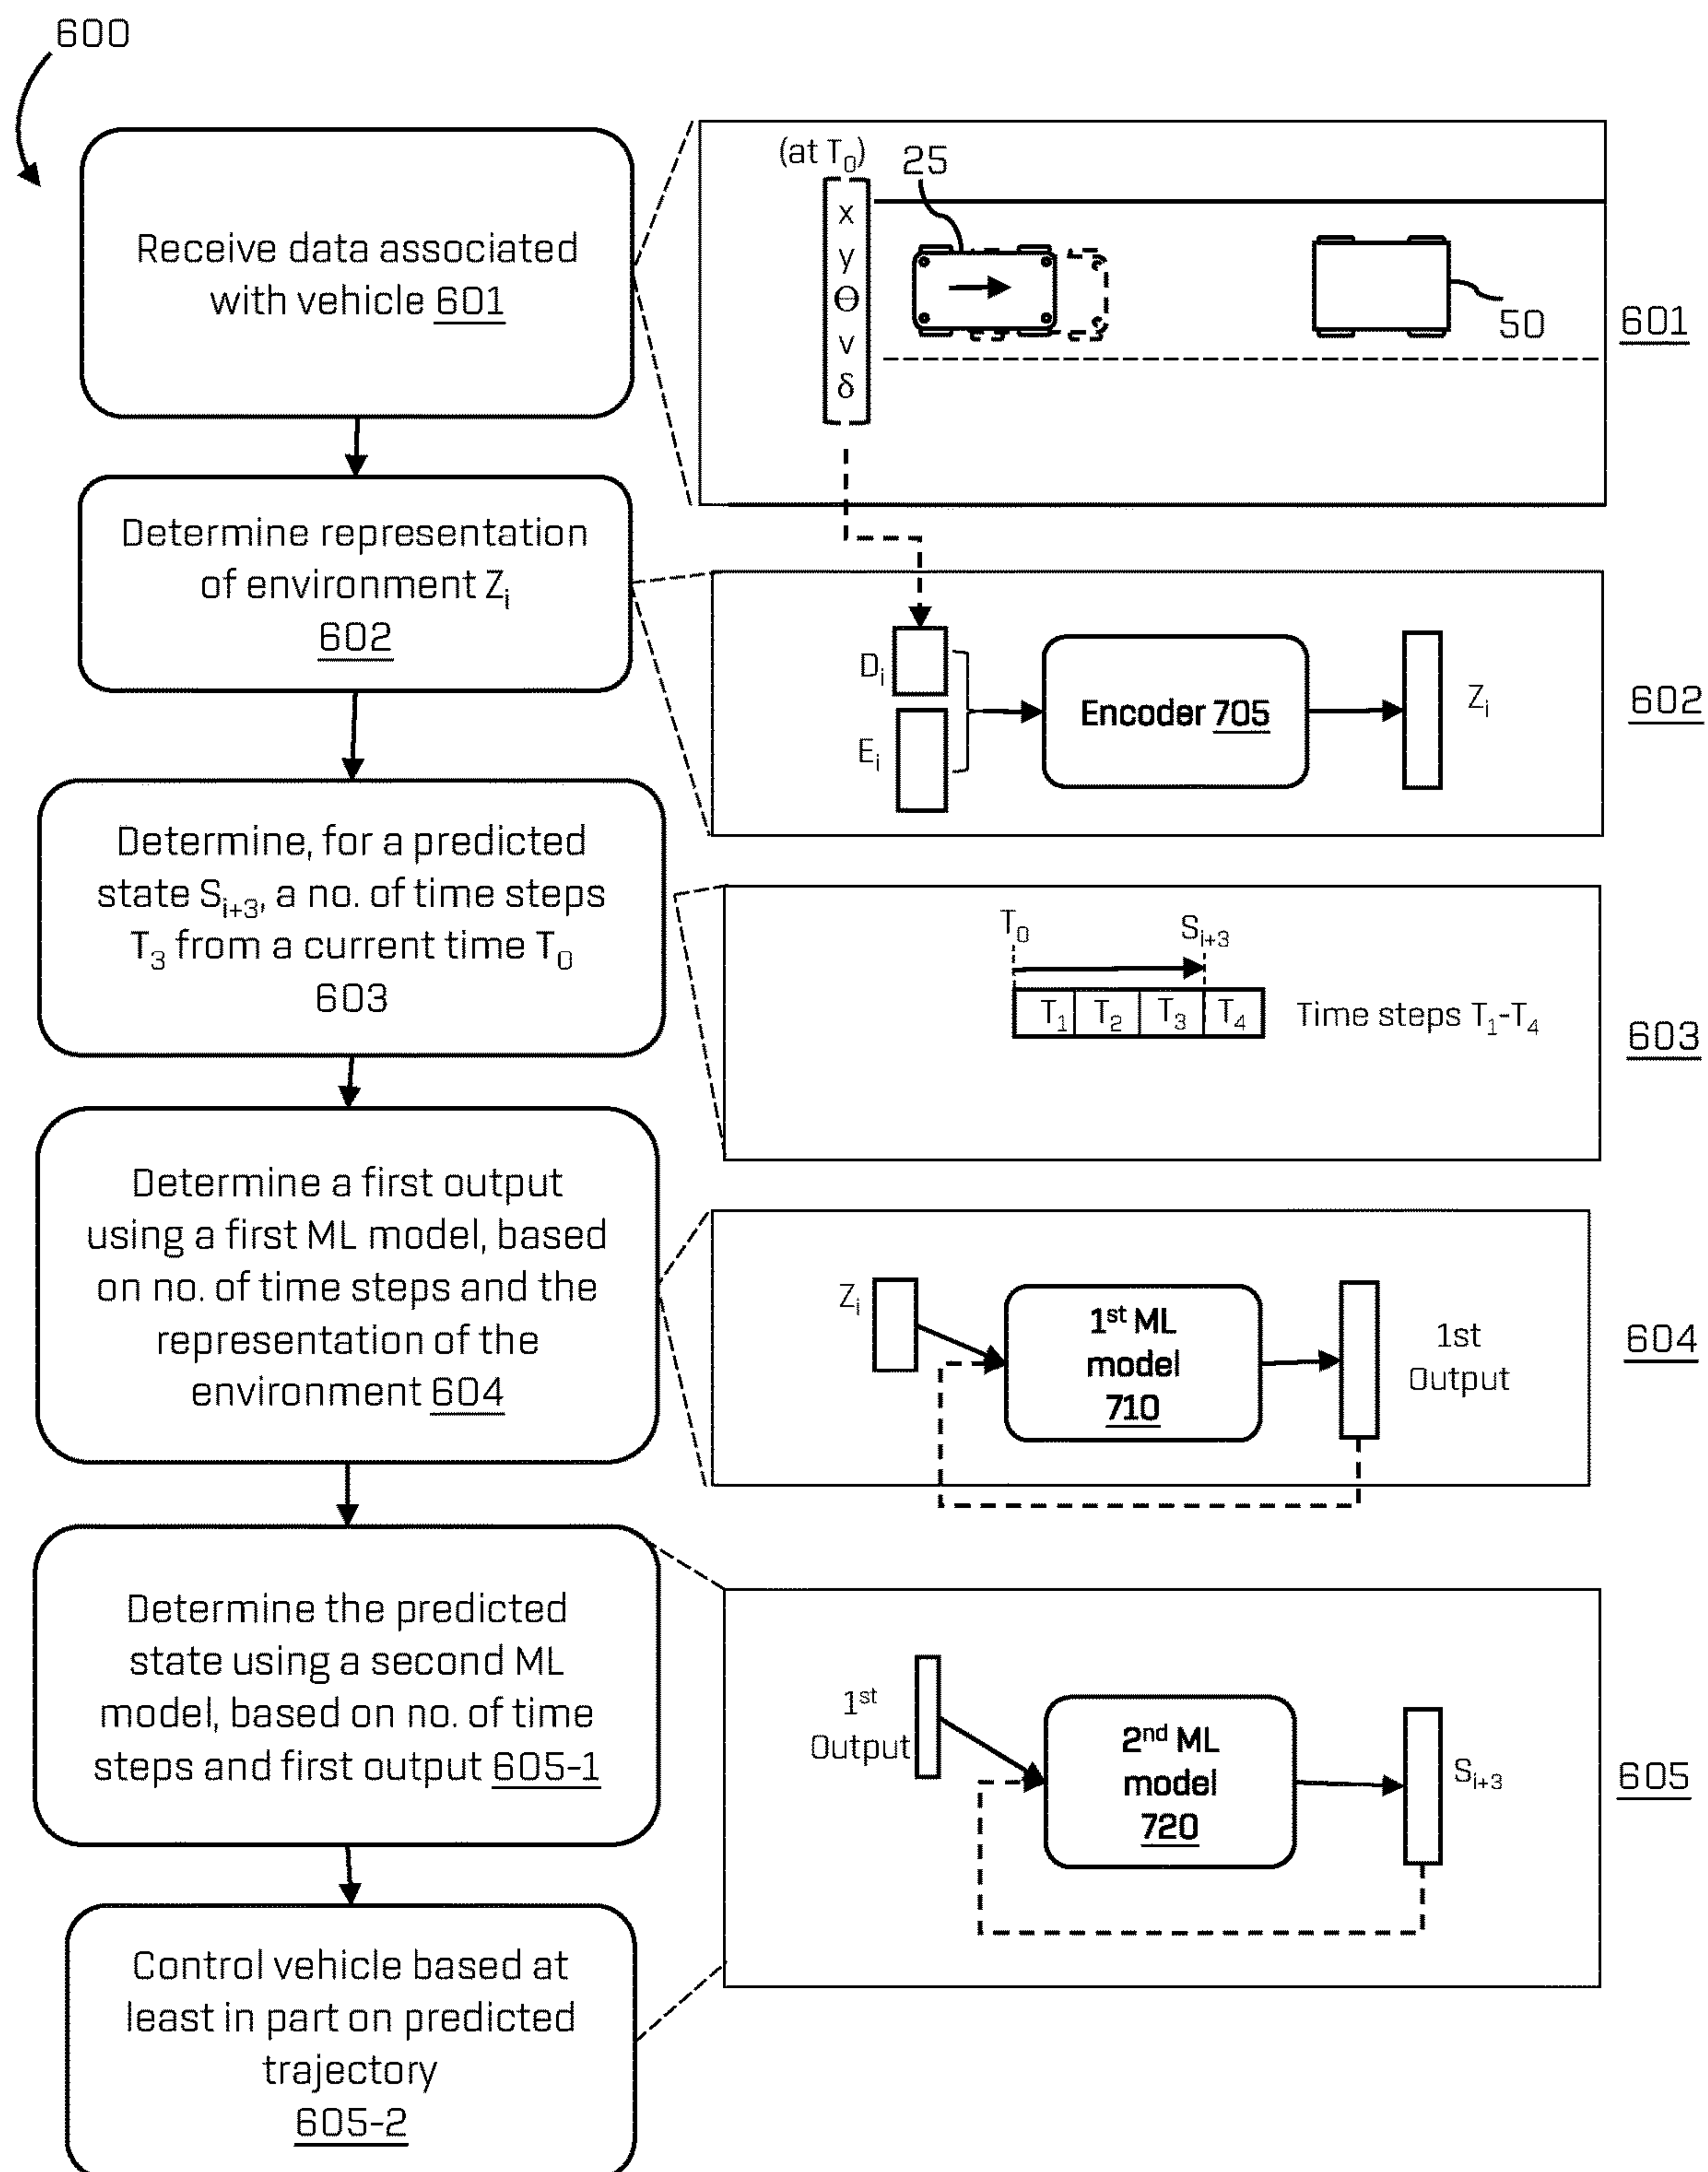 600
Receive data associated
with vehicle 601
(at T₀)
25
x
y
Θ
v
δ
50
601
Determine representation
of environment Zᵢ
602
Dᵢ
Eᵢ
Encoder 705
Zᵢ
602
Determine, for a predicted
state Sᵢ₊₃, a no. of time steps
T₃ from a current time T₀
603
T₀
Sᵢ₊₃
T₁ T₂ T₃ T₄
Time steps T₁-T₄
603
Determine a first output
using a first ML model, based
on no. of time steps and the
representation of the
environment 604
Zᵢ
1ˢᵗ ML
model
710
1st
Output
604
Determine the predicted
state using a second ML
model, based on no. of time
steps and first output 605-1
1ˢᵗ
Output
2ⁿᵈ ML
model
720
Sᵢ₊₃
605
Control vehicle based at
least in part on predicted
trajectory
605-2